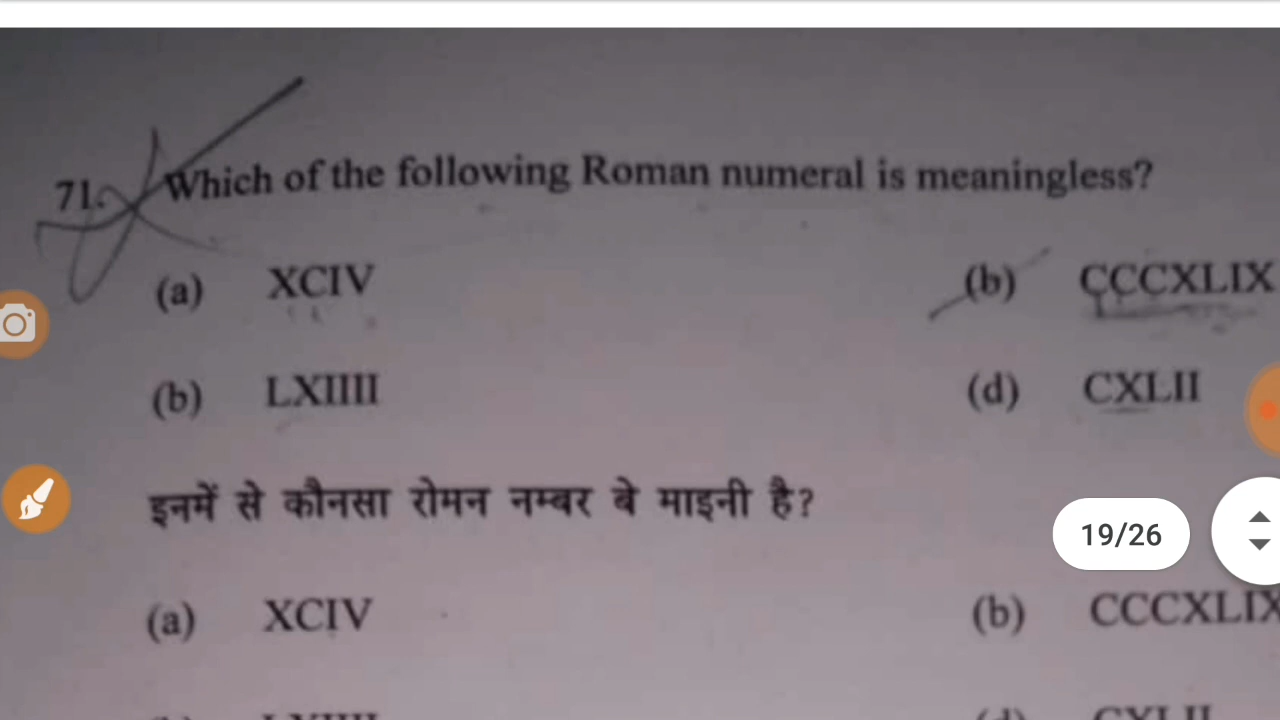 71. Which of the following Roman numeral is meaningless?
(a) XCIV (b) CCCXLIX
(b) LXIIII (d) CXLII
इनमें से कौनसा रोमन नम्बर बे माइनी है?
19/26
(a) XCIV (b) CCCXLIX
(d) CXLII